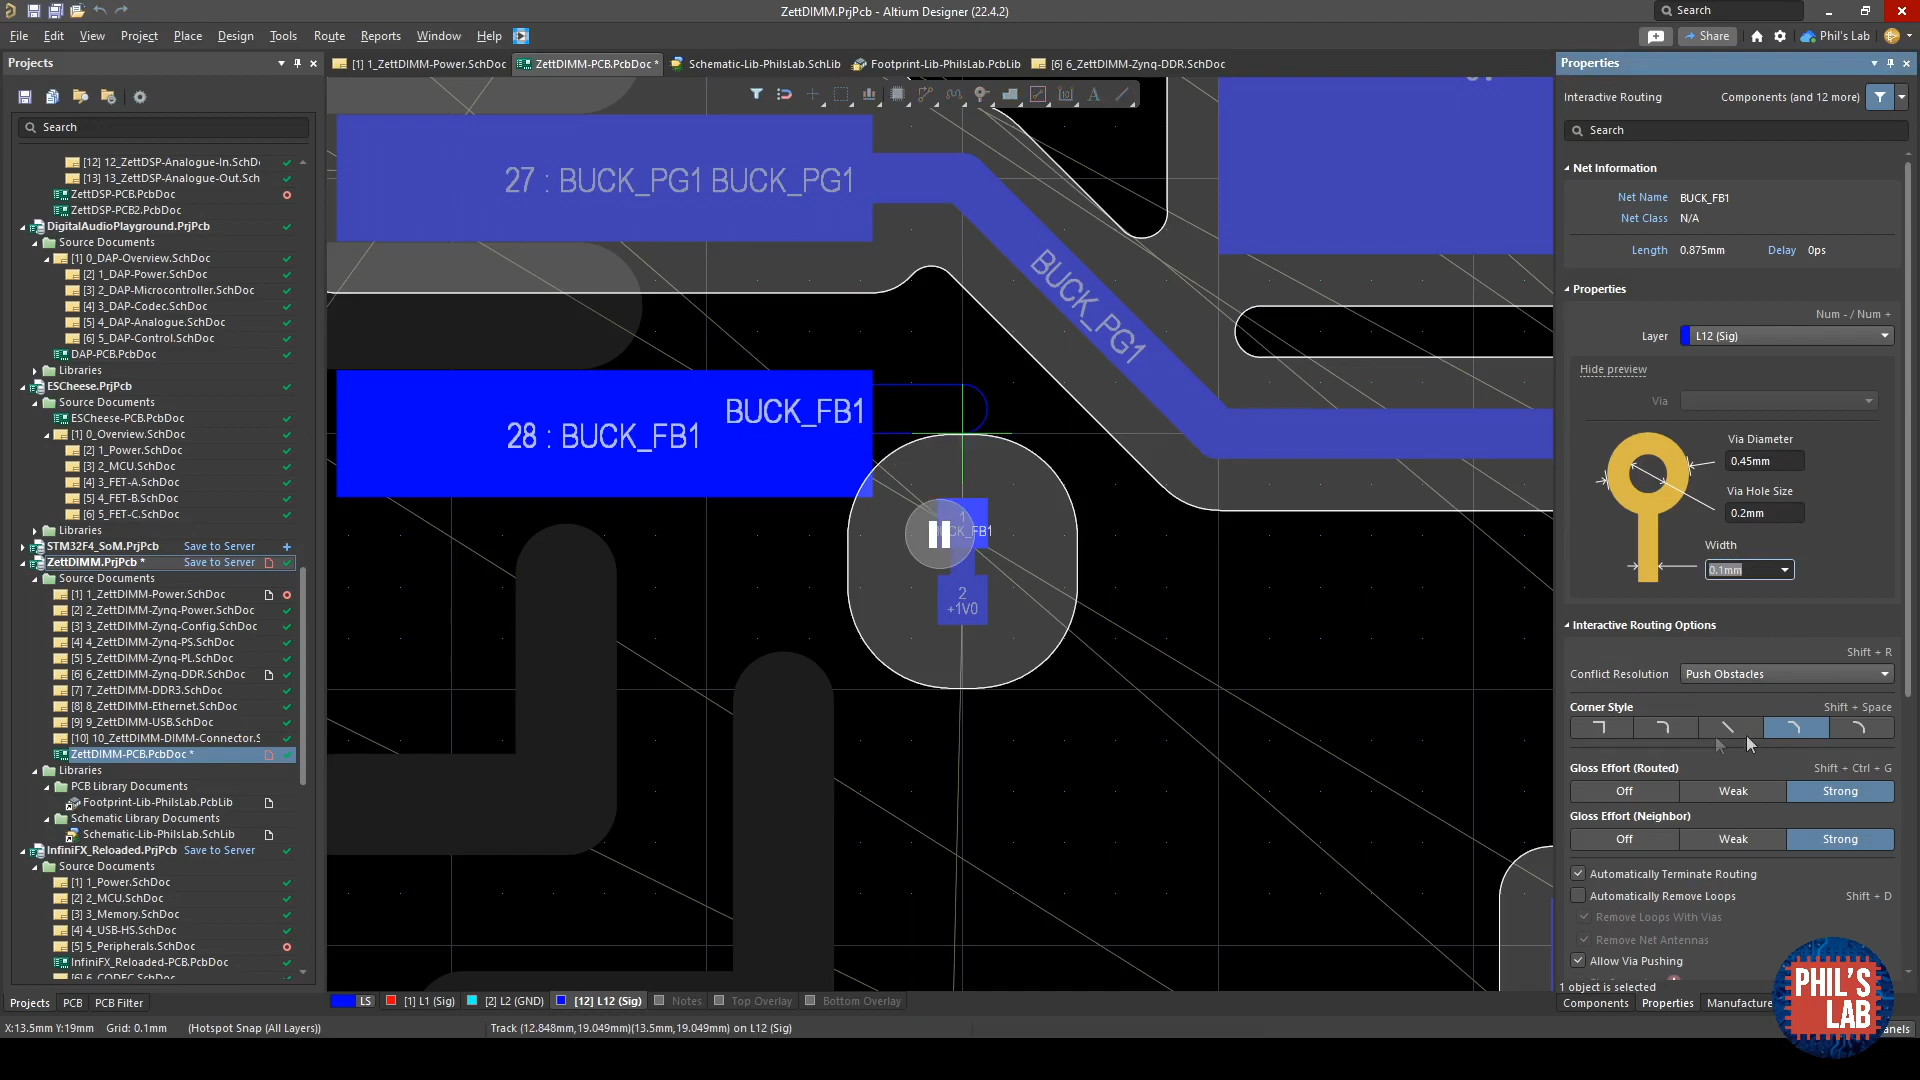 ZettDIMM.PrjPcb - Altium Designer (22.4.2)
Search
File Edit View Project Place Design Tools Route Reports Window Help
Share
Phil's Lab
Projects
[1] 1_ZettDIMM-Power.SchDoc
ZettDIMM-PCB.PcbDoc *
Schematic-Lib-PhilsLab.SchLib
Footprint-Lib-PhilsLab.PcbLib
[6] 6_ZettDIMM-Zynq-DDR.SchDoc
Search
[12] 12_ZettDSP-Analogue-In.SchD
[13] 13_ZettDSP-Analogue-Out.Sch
ZettDSP-PCB.PcbDoc
ZettDSP-PCB2.PcbDoc
DigitalAudioPlayground.PrjPcb
Source Documents
[1] 0_DAP-Overview.SchDoc
[2] 1_DAP-Power.SchDoc
[3] 2_DAP-Microcontroller.SchDoc
[4] 3_DAP-Codec.SchDoc
[5] 4_DAP-Analogue.SchDoc
[6] 5_DAP-Control.SchDoc
DAP-PCB.PcbDoc
Libraries
ESCheese.PrjPcb
Source Documents
ESCheese-PCB.PcbDoc
[1] 0_Overview.SchDoc
[2] 1_Power.SchDoc
[3] 2_MCU.SchDoc
[4] 3_FET-A.SchDoc
[5] 4_FET-B.SchDoc
[6] 5_FET-C.SchDoc
Libraries
STM32F4_SoM.PrjPcb Save to Server
ZettDIMM.PrjPcb * Save to Server
Source Documents
[1] 1_ZettDIMM-Power.SchDoc
[2] 2_ZettDIMM-Zynq-Power.SchDoc
[3] 3_ZettDIMM-Zynq-Config.SchDoc
[4] 4_ZettDIMM-Zynq-PS.SchDoc
[5] 5_ZettDIMM-Zynq-PL.SchDoc
[6] 6_ZettDIMM-Zynq-DDR.SchDoc
[7] 7_ZettDIMM-DDR3.SchDoc
[8] 8_ZettDIMM-Ethernet.SchDoc
[9] 9_ZettDIMM-USB.SchDoc
[10] 10_ZettDIMM-DIMM-Connector.S
ZettDIMM-PCB.PcbDoc *
Libraries
PCB Library Documents
Footprint-Lib-PhilsLab.PcbLib
Schematic Library Documents
Schematic-Lib-PhilsLab.SchLib
InfiniFX_Reloaded.PrjPcb Save to Server
Source Documents
[1] 1_Power.SchDoc
[2] 2_MCU.SchDoc
[3] 3_Memory.SchDoc
[4] 4_USB-HS.SchDoc
[5] 5_Peripherals.SchDoc
InfiniFX_Reloaded-PCB.PcbDoc
[6] 6_CODEC.SchDoc
Projects PCB PCB Filter
27 : BUCK_PG1 BUCK_PG1
BUCK_PG1
28 : BUCK_FB1
BUCK_FB1
1
2
+1V0
LS [1] L1 (Sig) [2] L2 (GND) [12] L12 (Sig) Notes Top Overlay Bottom Overlay
X:13.5mm Y:19mm Grid: 0.1mm (Hotspot Snap (All Layers))
Track (12.848mm,19.049mm)(13.5mm,19.049mm) on L12 (Sig)
Properties
Interactive Routing Components (and 12 more)
Search
Net Information
Net Name BUCK_FB1
Net Class N/A
Length 0.875mm Delay 0ps
Properties
Num - / Num +
Layer L12 (Sig)
Hide preview
Via
Via Diameter
0.45mm
Via Hole Size
0.2mm
Width
0.1mm
Interactive Routing Options
Shift + R
Conflict Resolution Push Obstacles
Corner Style Shift + Space
Gloss Effort (Routed) Shift + Ctrl + G
Off Weak Strong
Gloss Effort (Neighbor)
Off Weak Strong
Automatically Terminate Routing
Automatically Remove Loops Shift + D
Remove Loops With Vias
Remove Net Antennas
Allow Via Pushing
1 object is selected
Components Properties Manufacture
PHIL'S
LAB
anels